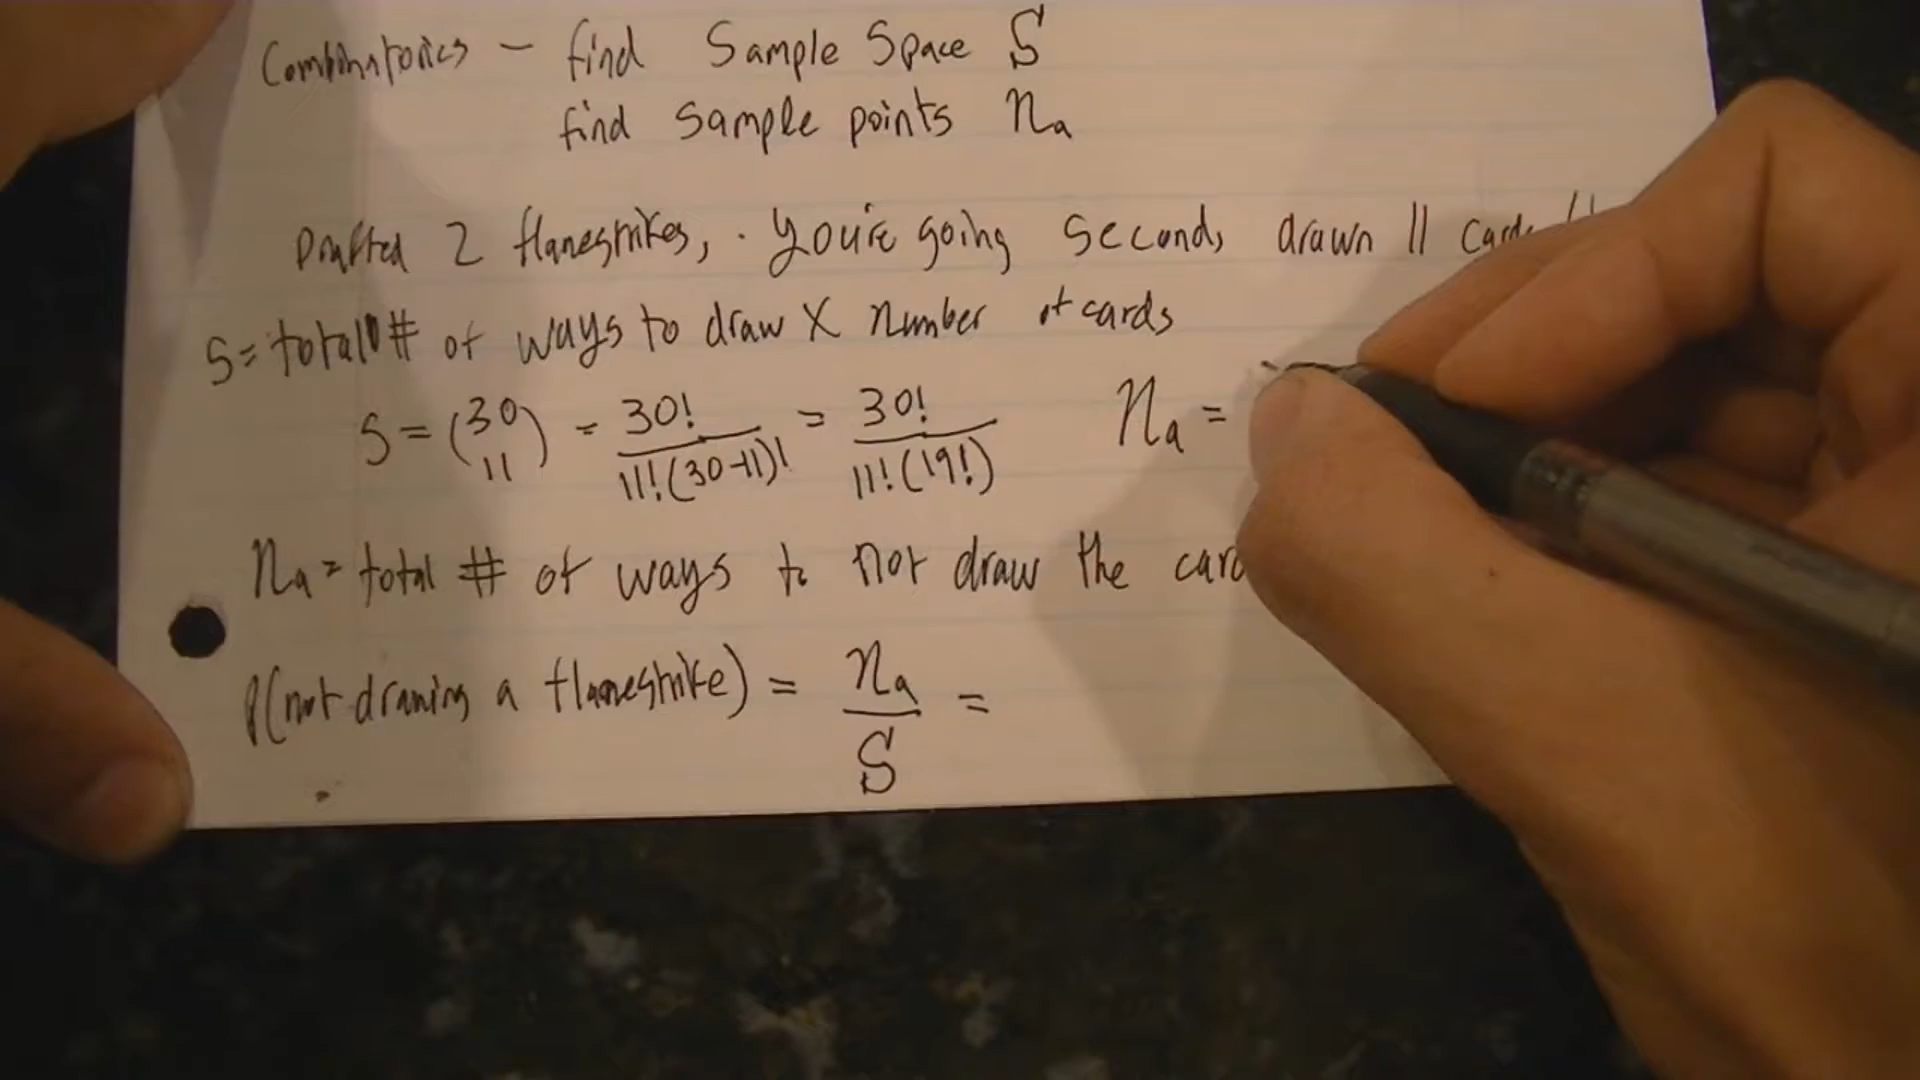 Combinatorics – find Sample Space S
find sample points nₐ
Drafted 2 flamestrikes, . You're going second, drawn 11 cards
S = total # of ways to draw X number of cards
S = (30 11) = 30! / 11!(30-11)! = 30! / 11!(19!) nₐ =
nₐ = total # of ways to not draw the card
P(not drawing a flamestrike) = nₐ / S =